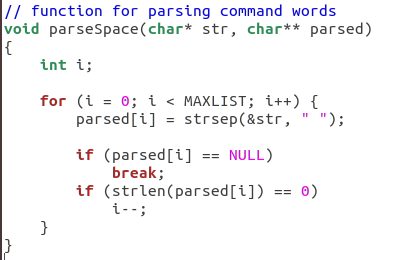 // function for parsing command words
void parseSpace(char* str, char** parsed)
{
    int i;

    for (i = 0; i < MAXLIST; i++) {
        parsed[i] = strsep(&str, " ");

        if (parsed[i] == NULL)
            break;
        if (strlen(parsed[i]) == 0)
            i--;
    }
}